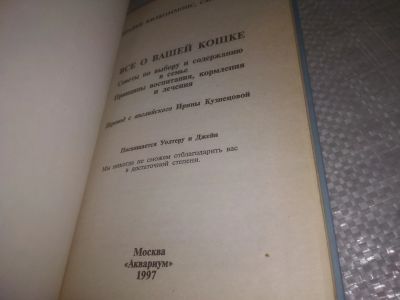 ВСЕ О ВАШЕЙ КОШКЕ
Советы по выбору и содержанию
в семье
Принципы воспитания, кормления
и лечения
Перевод с английского Ирины Кузнецовой
Посвящается Уолтеру и Джейн
Мы никогда не сможем отблагодарить вас
в достаточной степени.
Москва
«Аквариум»
1997